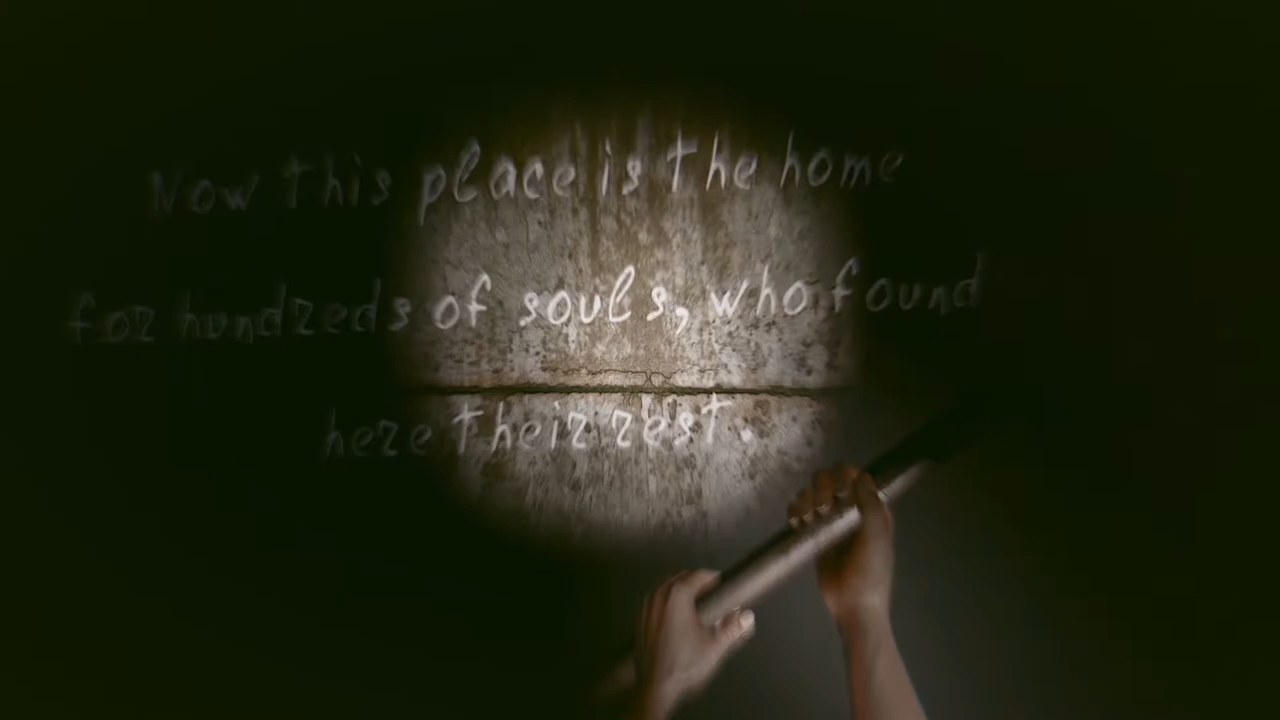 Now this place is the home
for hundreds of souls, who found
here their rest.